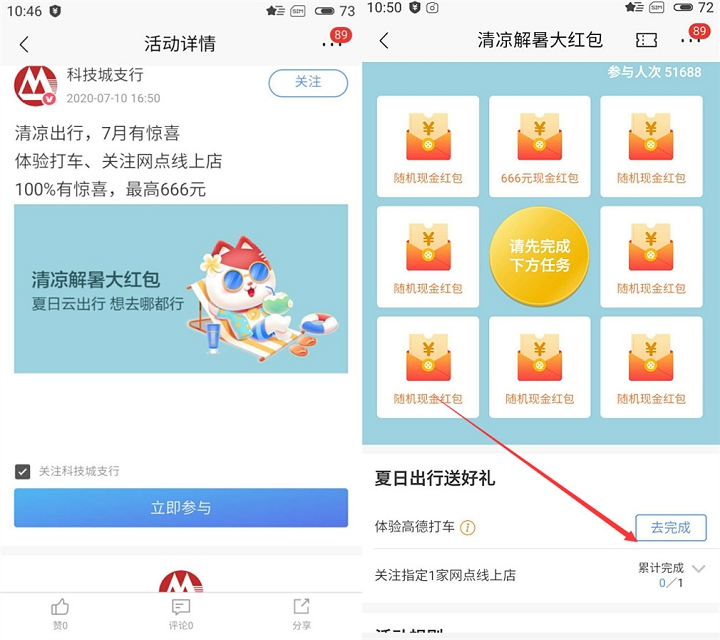 10:46
SIM
73
活动详情
89
科技城支行
2020-07-10 16:50
关注
清凉出行，7月有惊喜
体验打车、关注网点线上店
100%有惊喜，最高666元
清凉解暑大红包
夏日云出行 想去哪都行
关注科技城支行
立即参与
赞0
评论0
分享
10:50
SIM
72
清凉解暑大红包
89
参与人次 51688
随机现金红包
666元现金红包
随机现金红包
随机现金红包
请先完成
下方任务
随机现金红包
随机现金红包
随机现金红包
随机现金红包
夏日出行送好礼
体验高德打车
去完成
关注指定1家网点线上店
累计完成
0/1